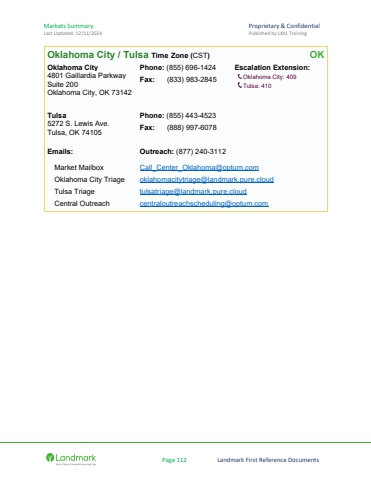 Markets Summary Proprietary & Confidential
Last Updated: 12/11/2024 Published by LM1 Training
Oklahoma City / Tulsa Time Zone (CST) OK
Oklahoma City Phone: (855) 696-1424 Escalation Extension:
4801 Gaillardia Parkway Fax: (833) 983-2845 Oklahoma City: 409
Suite 200 Tulsa: 410
Oklahoma City, OK 73142
Tulsa Phone: (855) 443-4523
5272 S. Lewis Ave. Fax: (888) 997-6078
Tulsa, OK 74105
Emails: Outreach: (877) 240-3112
Market Mailbox Call_Center_Oklahoma@optum.com
Oklahoma City Triage oklahomacitytriage@landmark.pure.cloud
Tulsa Triage tulsatriage@landmark.pure.cloud
Central Outreach centraloutreachscheduling@optum.com
Landmark Page 112 Landmark First Reference Documents